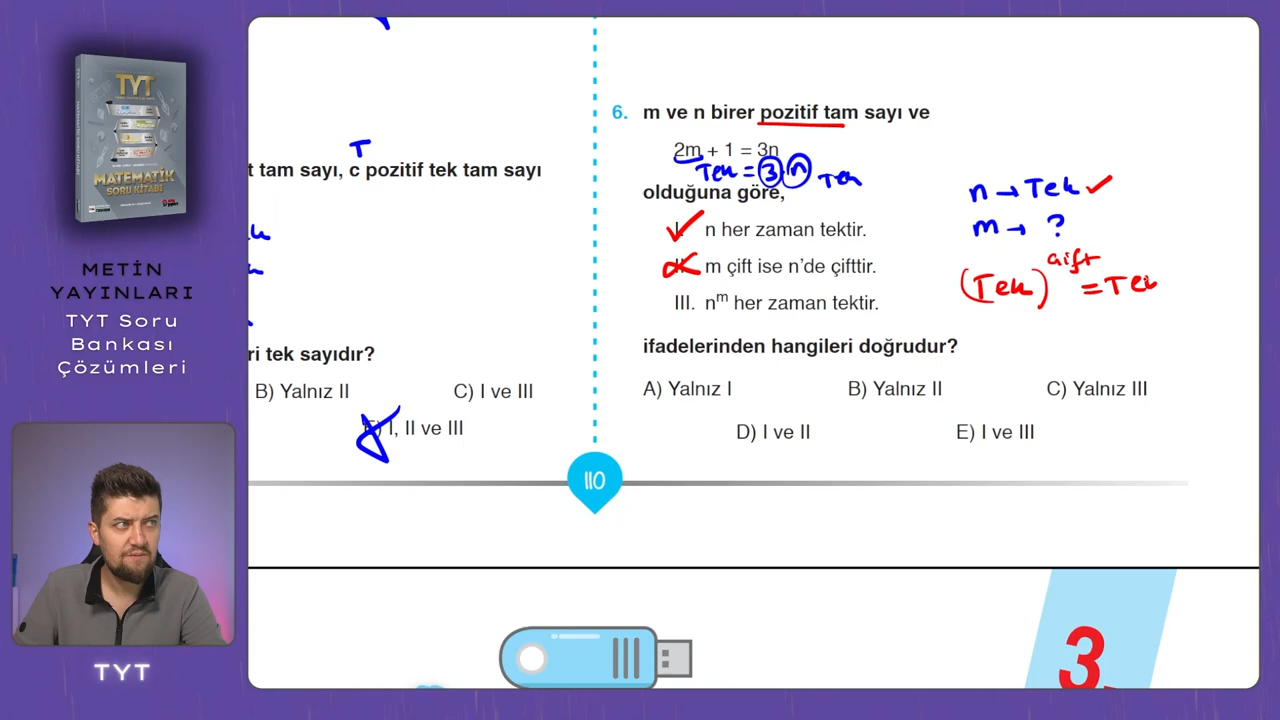 TYT
MATEMATİK
SORU KİTABI
METİN
YAYINLARI
TYT Soru
Bankası
Çözümleri
TYT
T
t tam sayı, c pozitif tek tam sayı
ri tek sayıdır?
B) Yalnız II
C) I ve III
E) I, II ve III
110
6. m ve n birer pozitif tam sayı ve
2m + 1 = 3n
Tek = 3 n Tek
olduğuna göre,
I. n her zaman tektir.
II. m çift ise n'de çifttir.
III. nᵐ her zaman tektir.
n → Tek ✓
m → ?
(Tek)^çift = Tek
ifadelerinden hangileri doğrudur?
A) Yalnız I
B) Yalnız II
C) Yalnız III
D) I ve II
E) I ve III
3.